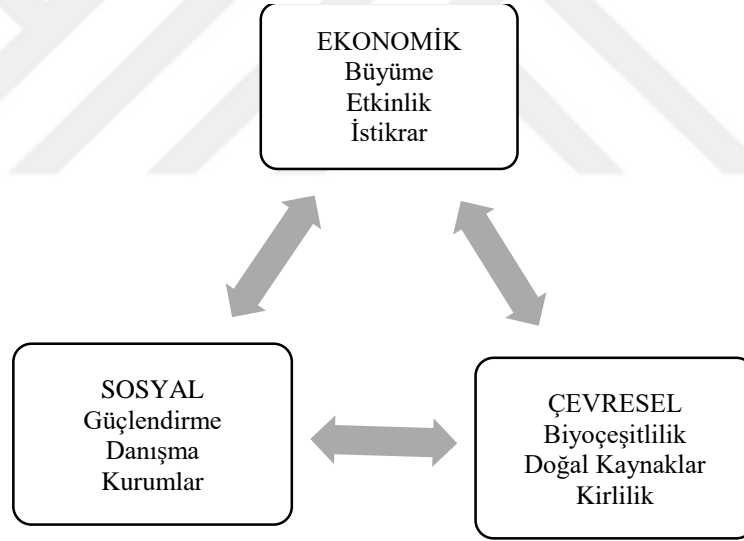 EKONOMİK
Büyüme
Etkinlik
İstikrar
SOSYAL
Güçlendirme
Danışma
Kurumlar
ÇEVRESEL
Biyoçeşitlilik
Doğal Kaynaklar
Kirlilik